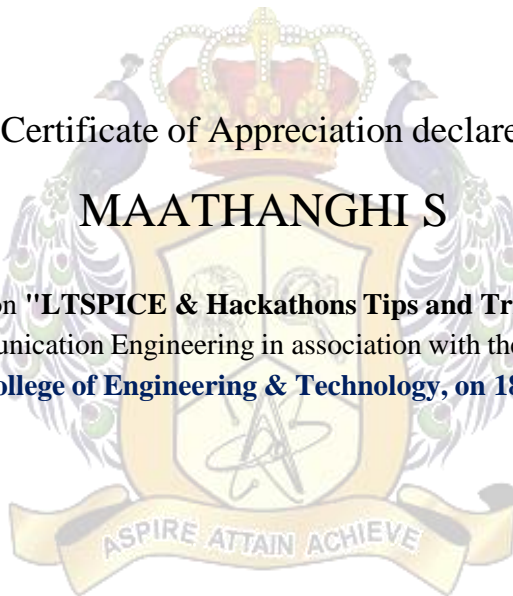 Certificate of Appreciation declare
MAATHANGHI S
on "LTSPICE & Hackathons Tips and Tr
unication Engineering in association with the
ollege of Engineering & Technology, on 18
ASPIRE ATTAIN ACHIEVE